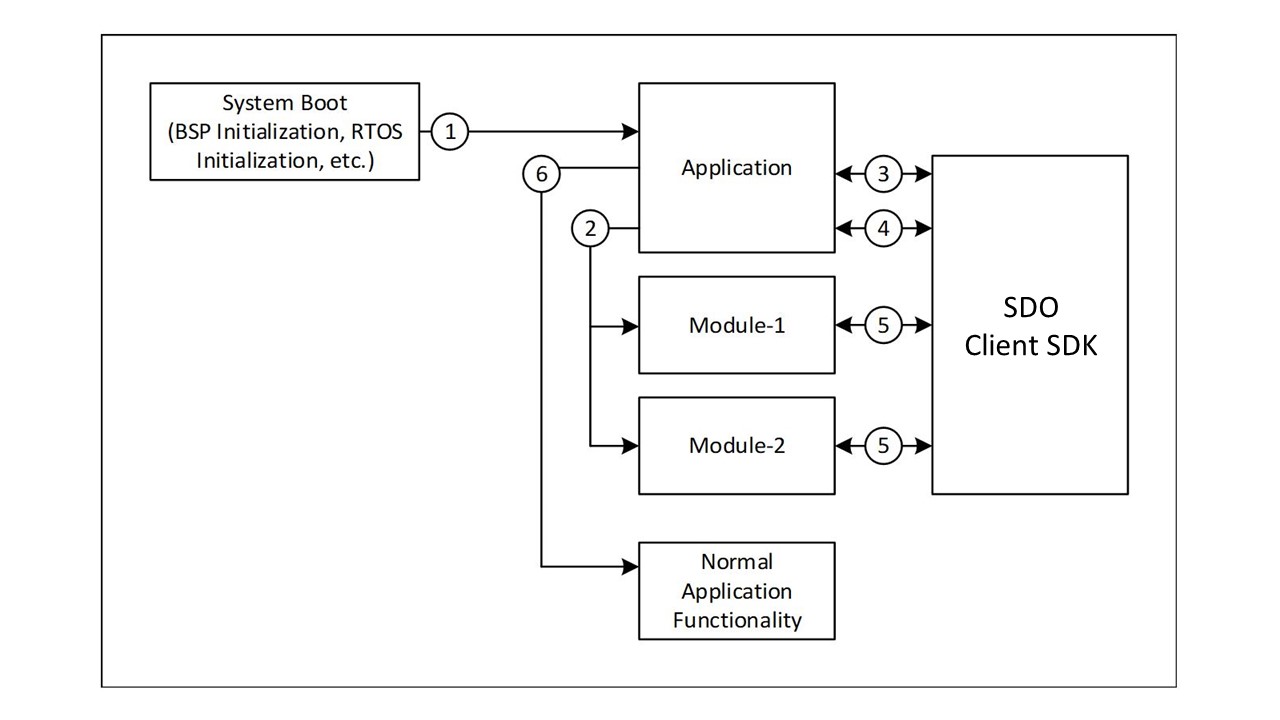 System Boot
(BSP Initialization, RTOS
Initialization, etc.)
1
Application
6
3
2
4
Module-1
5
SDO
Client SDK
Module-2
5
Normal
Application
Functionality